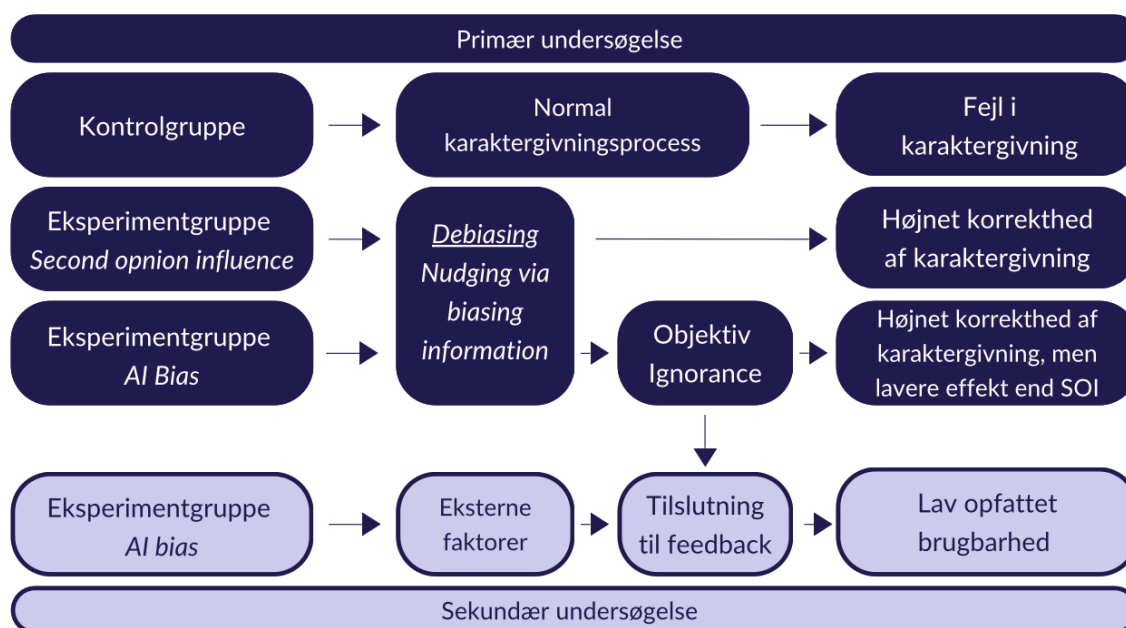 Primær undersøgelse
Kontrolgruppe
Normal
karaktergivningsprocess
Fejl i
karaktergivning
Eksperimentgruppe
Second opnion influence
Debiasing
Nudging via
biasing
information
Højnet korrekthed
af karaktergivning
Eksperimentgruppe
AI Bias
Objektiv
Ignorance
Højnet korrekthed af
karaktergivning, men
lavere effekt end SOI
Eksperimentgruppe
AI bias
Eksterne
faktorer
Tilslutning
til feedback
Lav opfattet
brugbarhed
Sekundær undersøgelse